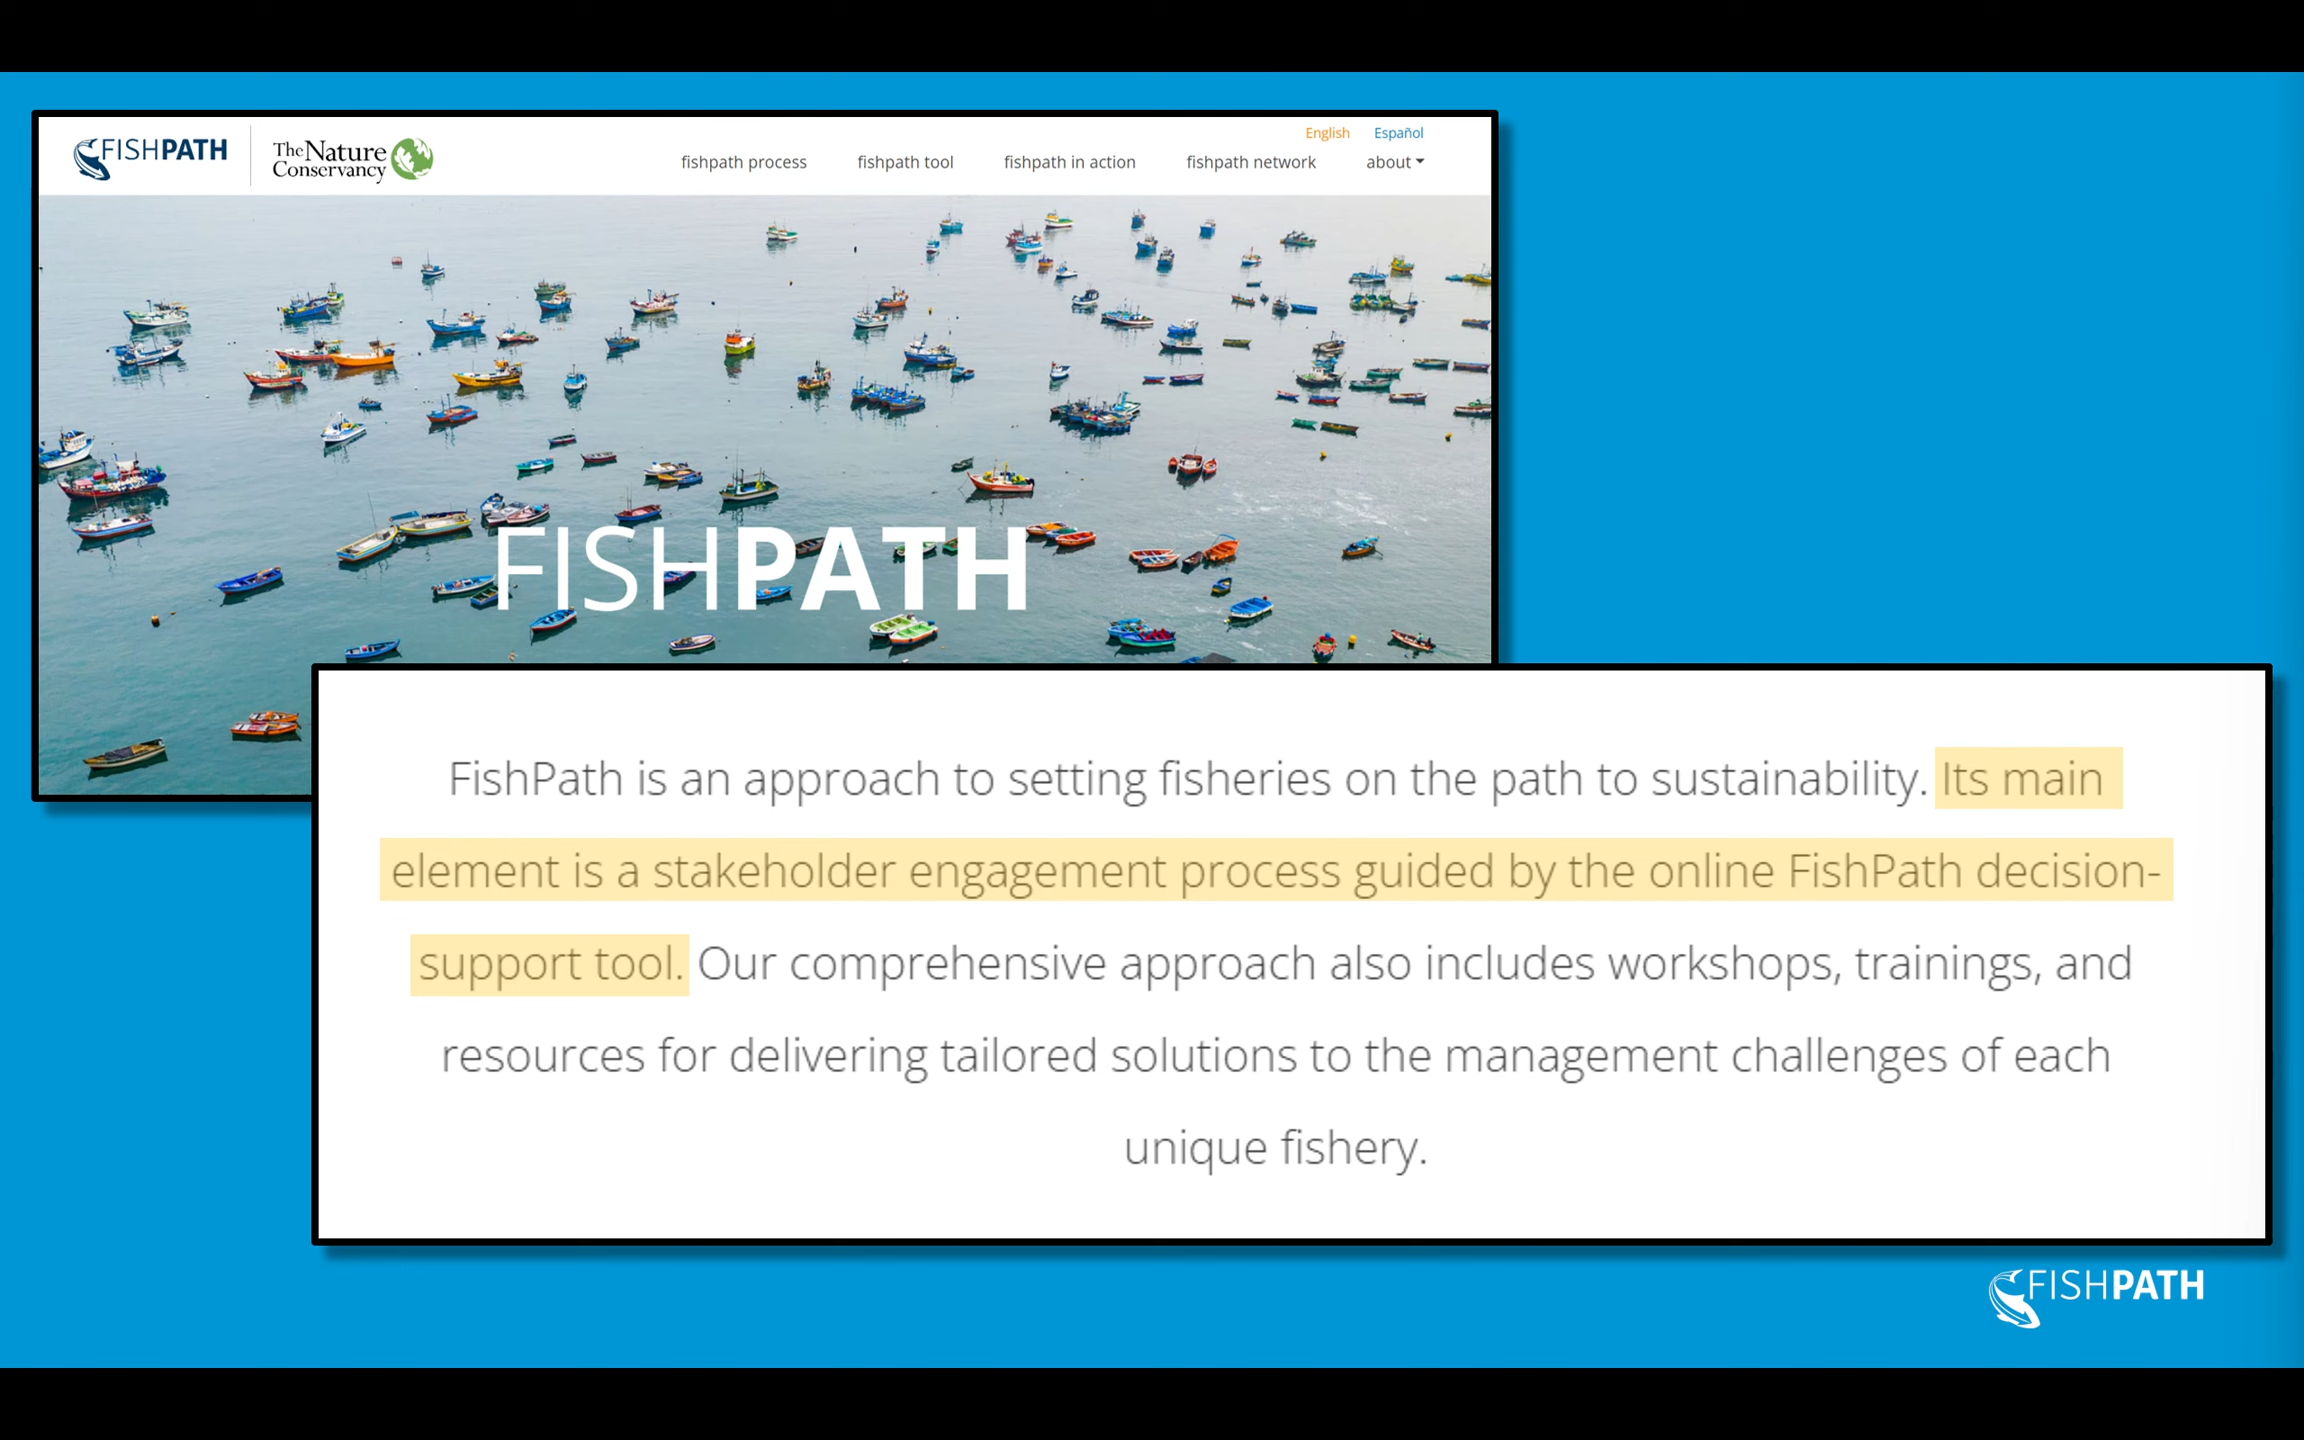 FISHPATH
The Nature
Conservancy
English Español
fishpath process fishpath tool fishpath in action fishpath network about
FISHPATH
FishPath is an approach to setting fisheries on the path to sustainability. Its main
element is a stakeholder engagement process guided by the online FishPath decision-
support tool. Our comprehensive approach also includes workshops, trainings, and
resources for delivering tailored solutions to the management challenges of each
unique fishery.
FISHPATH